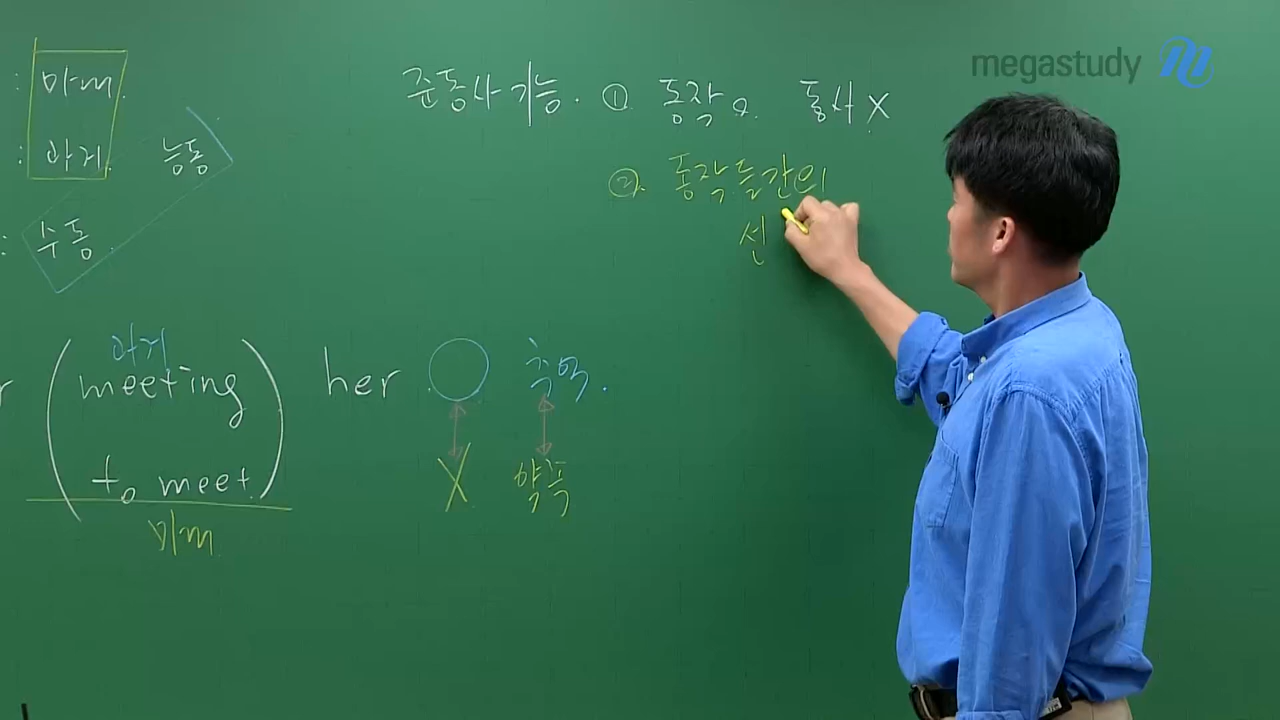 megastudy
: 미래.
: 과거. 능동
: 수동.
준동사 기능. ① 동작 O. 동사 X
② 동작들간의
선
과거
(meeting her. ○ 추억.
X 약속
to meet)
미래